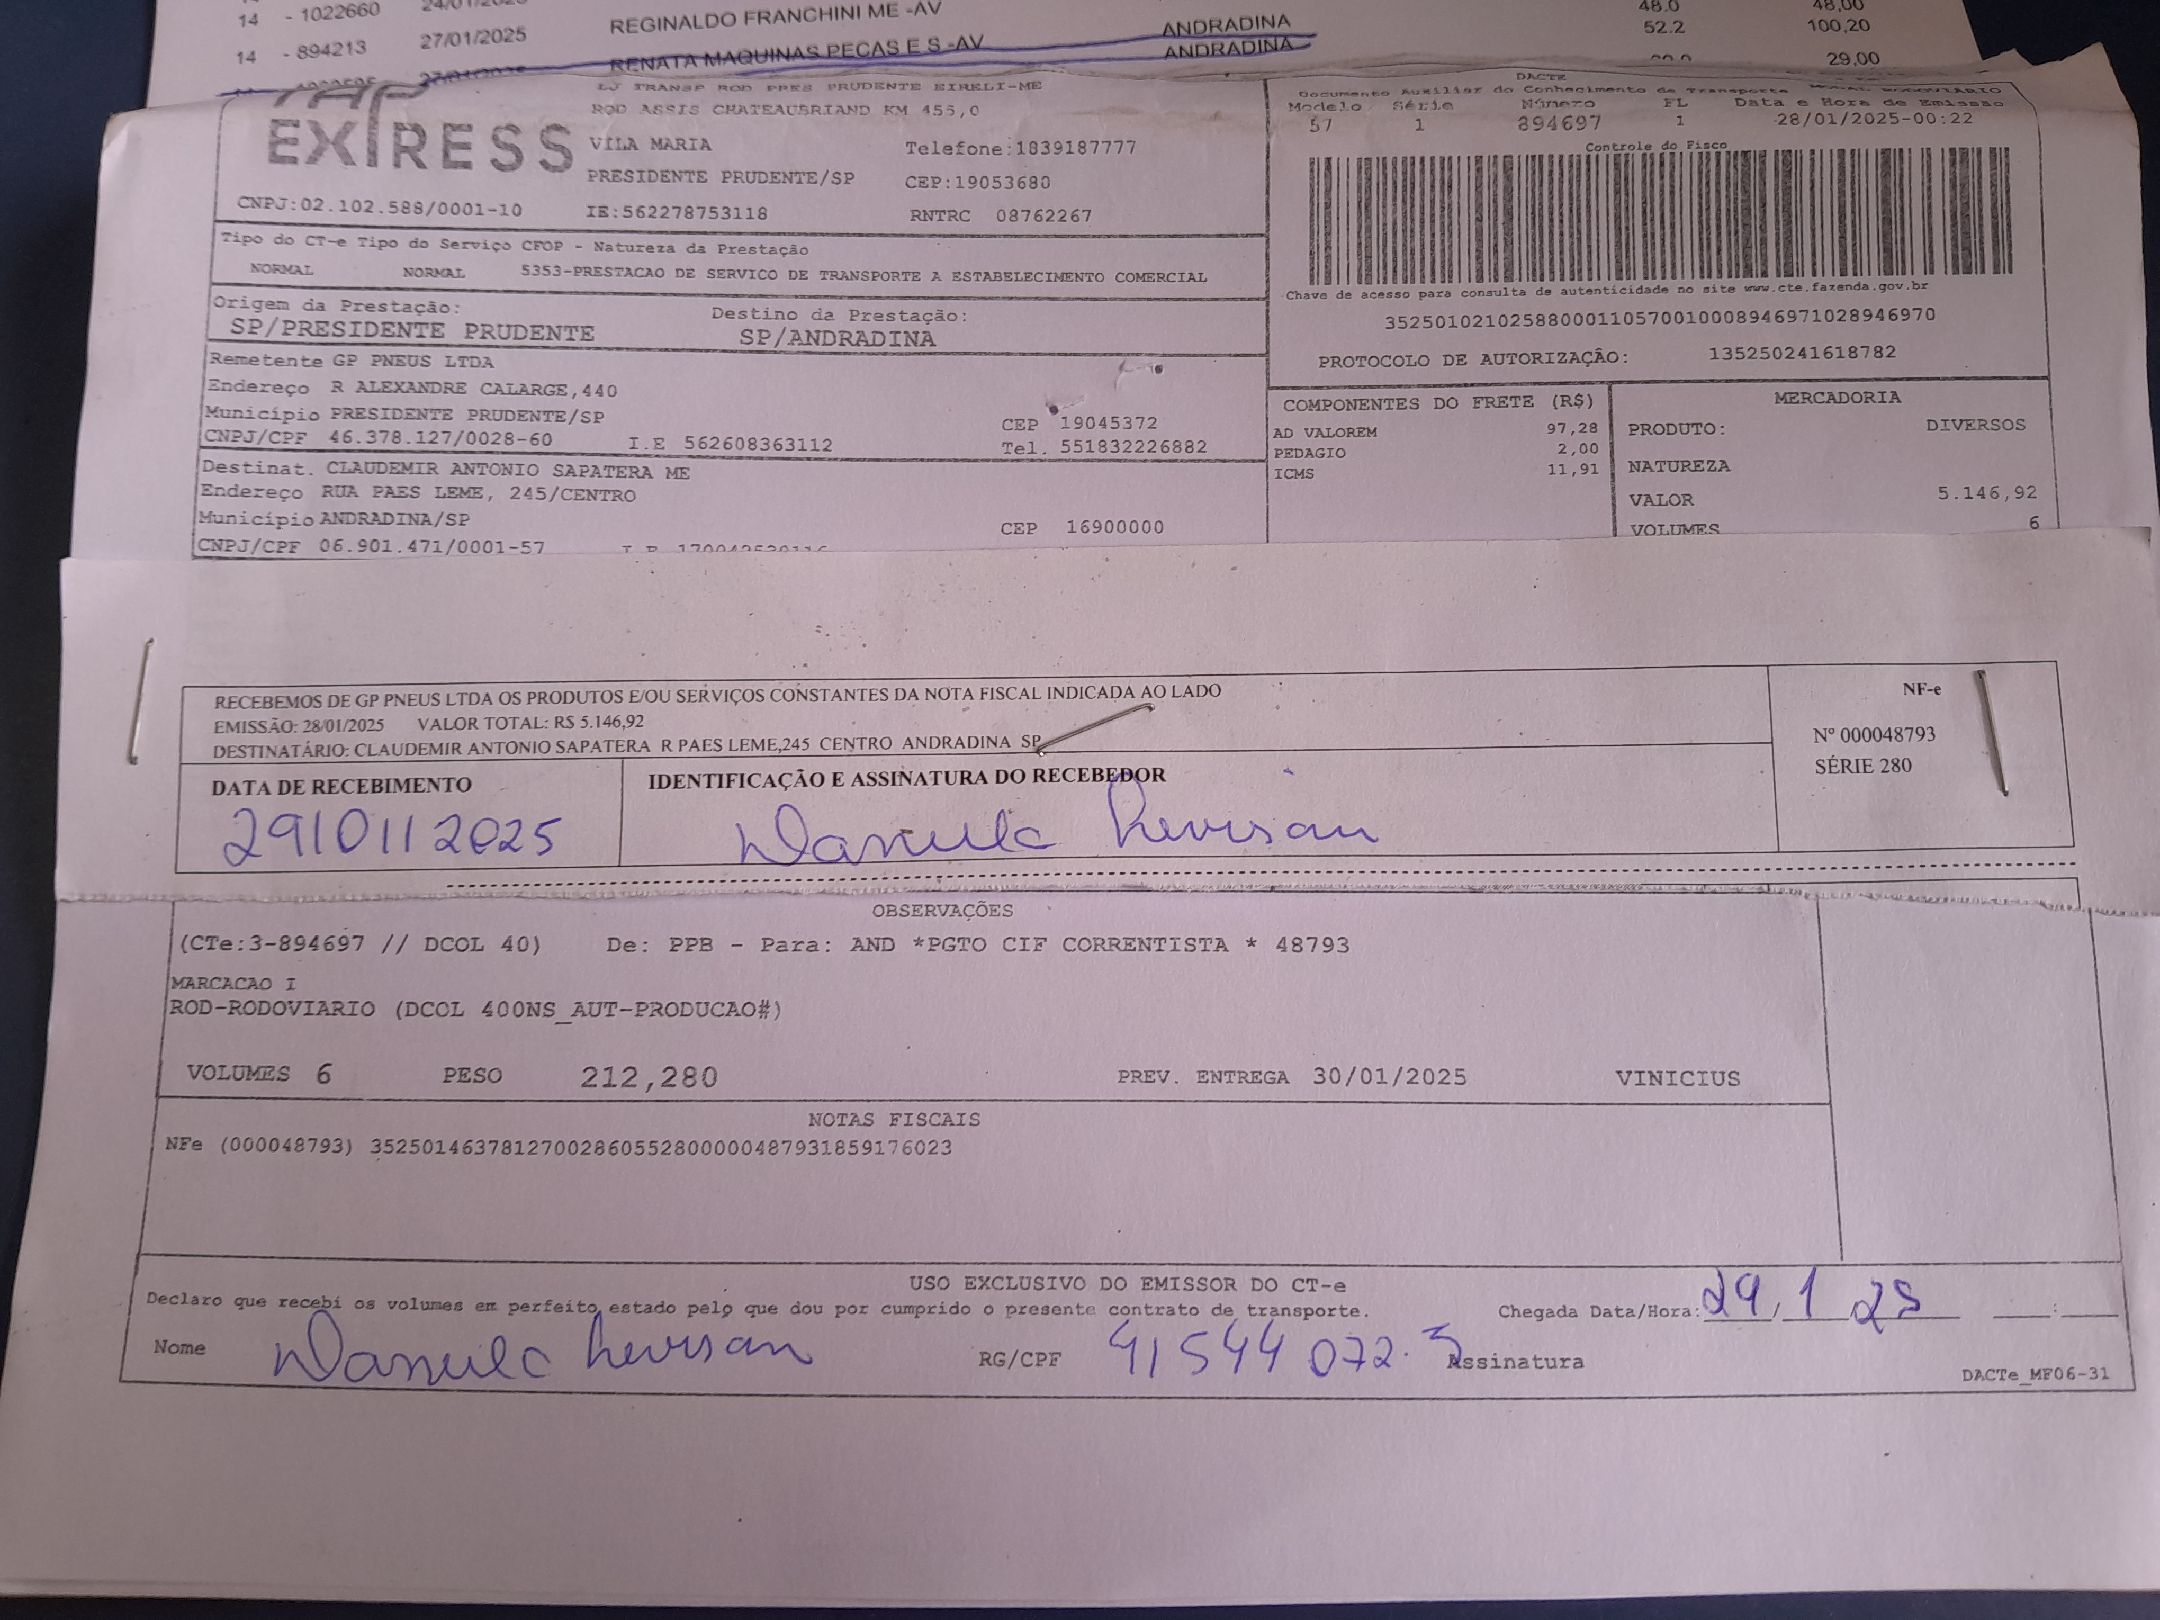 14 - 1022660 24/01/2025 REGINALDO FRANCHINI ME -AV ANDRADINA 48.0 48,00
14 - 894213 27/01/2025 RENATA MAQUINAS PECAS E S -AV ANDRADINA 52.2 100,20
27/01/2025 29,00
EXPRESS
LJ TRANSP ROD PRES PRUDENTE EIRELI-ME
ROD ASSIS CHATEAUBRIAND KM 455,0
VILA MARIA Telefone:1839187777
PRESIDENTE PRUDENTE/SP CEP:19053680
CNPJ:02.102.588/0001-10 IE:562278753118 RNTRC 08762267
DACTE
Documento Auxiliar do Conhecimento de Transporte MODAL RODOVIÁRIO
Modelo Série Número FL Data e Hora de Emissão
57 1 894697 1 28/01/2025-00:22
Controle do Fisco
Chave de acesso para consulta de autenticidade no site www.cte.fazenda.gov.br
35250102102588000110570010008946971028946970
PROTOCOLO DE AUTORIZAÇÃO: 135250241618782
Tipo do CT-e Tipo do Serviço CFOP - Natureza da Prestação
NORMAL NORMAL 5353-PRESTACAO DE SERVICO DE TRANSPORTE A ESTABELECIMENTO COMERCIAL
Origem da Prestação: Destino da Prestação:
SP/PRESIDENTE PRUDENTE SP/ANDRADINA
Remetente GP PNEUS LTDA
Endereço R ALEXANDRE CALARGE,440
Município PRESIDENTE PRUDENTE/SP CEP 19045372
CNPJ/CPF 46.378.127/0028-60 I.E 562608363112 Tel. 551832226882
Destinat. CLAUDEMIR ANTONIO SAPATERA ME
Endereço RUA PAES LEME, 245/CENTRO
Município ANDRADINA/SP CEP 16900000
CNPJ/CPF 06.901.471/0001-57
COMPONENTES DO FRETE (R$)
AD VALOREM 97,28
PEDAGIO 2,00
ICMS 11,91
MERCADORIA
PRODUTO: DIVERSOS
NATUREZA
VALOR 5.146,92
VOLUMES 6
RECEBEMOS DE GP PNEUS LTDA OS PRODUTOS E/OU SERVIÇOS CONSTANTES DA NOTA FISCAL INDICADA AO LADO
EMISSÃO: 28/01/2025 VALOR TOTAL: R$ 5.146,92
DESTINATÁRIO: CLAUDEMIR ANTONIO SAPATERA R PAES LEME,245 CENTRO ANDRADINA SP
NF-e
Nº 000048793
SÉRIE 280
DATA DE RECEBIMENTO IDENTIFICAÇÃO E ASSINATURA DO RECEBEDOR
29/01/2025
OBSERVAÇÕES
(CTe:3-894697 // DCOL 40) De: PPB - Para: AND *PGTO CIF CORRENTISTA * 48793
MARCACAO I
ROD-RODOVIARIO (DCOL 400NS_AUT-PRODUCAO#)
VOLUMES 6 PESO 212,280 PREV. ENTREGA 30/01/2025 VINICIUS
NOTAS FISCAIS
NFe (000048793) 35250146378127002860552800000487931859176023
USO EXCLUSIVO DO EMISSOR DO CT-e
Declaro que recebi os volumes em perfeito estado pelo que dou por cumprido o presente contrato de transporte. Chegada Data/Hora: 29/1/25 :
Nome RG/CPF 41544072.3 Assinatura
DACTe_MF06-31